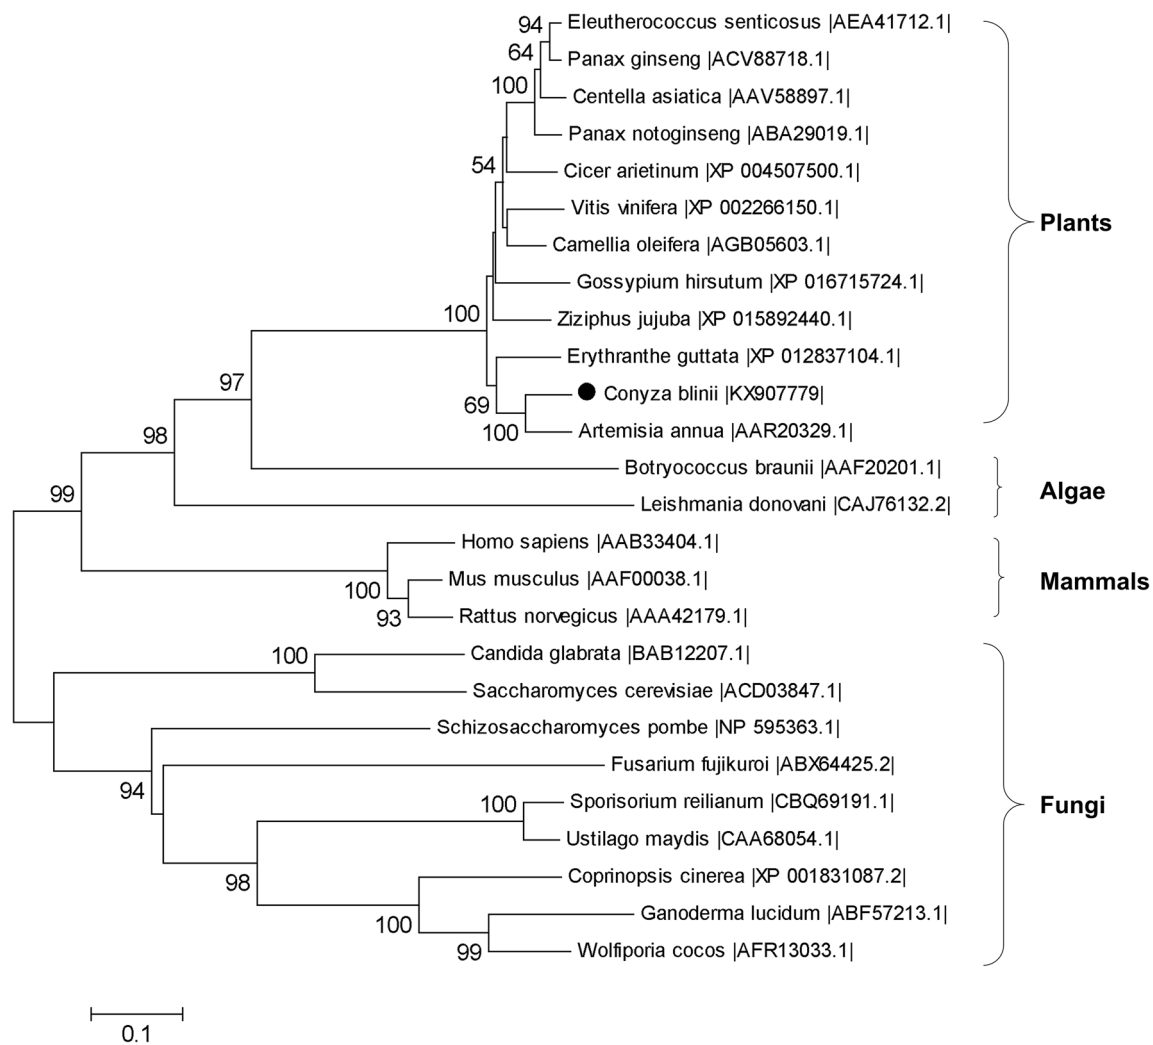 94
Eleutherococcus senticosus |AEA41712.1|
64
Panax ginseng |ACV88718.1|
100
Centella asiatica |AAV58897.1|
Panax notoginseng |ABA29019.1|
54
Cicer arietinum |XP 004507500.1|
Vitis vinifera |XP 002266150.1|
Plants
Camellia oleifera |AGB05603.1|
Gossypium hirsutum |XP 016715724.1|
100
Ziziphus jujuba |XP 015892440.1|
Erythranthe guttata |XP 012837104.1|
97
Conyza blinii |KX907779|
69
100
Artemisia annua |AAR20329.1|
98
Botryococcus braunii |AAF20201.1|
Algae
99
Leishmania donovani |CAJ76132.2|
Homo sapiens |AAB33404.1|
Mus musculus |AAF00038.1|
Mammals
100
93
Rattus norvegicus |AAA42179.1|
100
Candida glabrata |BAB12207.1|
Saccharomyces cerevisiae |ACD03847.1|
Schizosaccharomyces pombe |NP 595363.1|
Fusarium fujikuroi |ABX64425.2|
94
100
Sporisorium reilianum |CBQ69191.1|
Fungi
Ustilago maydis |CAA68054.1|
98
Coprinopsis cinerea |XP 001831087.2|
Ganoderma lucidum |ABF57213.1|
100
99
Wolfiporia cocos |AFR13033.1|
0.1